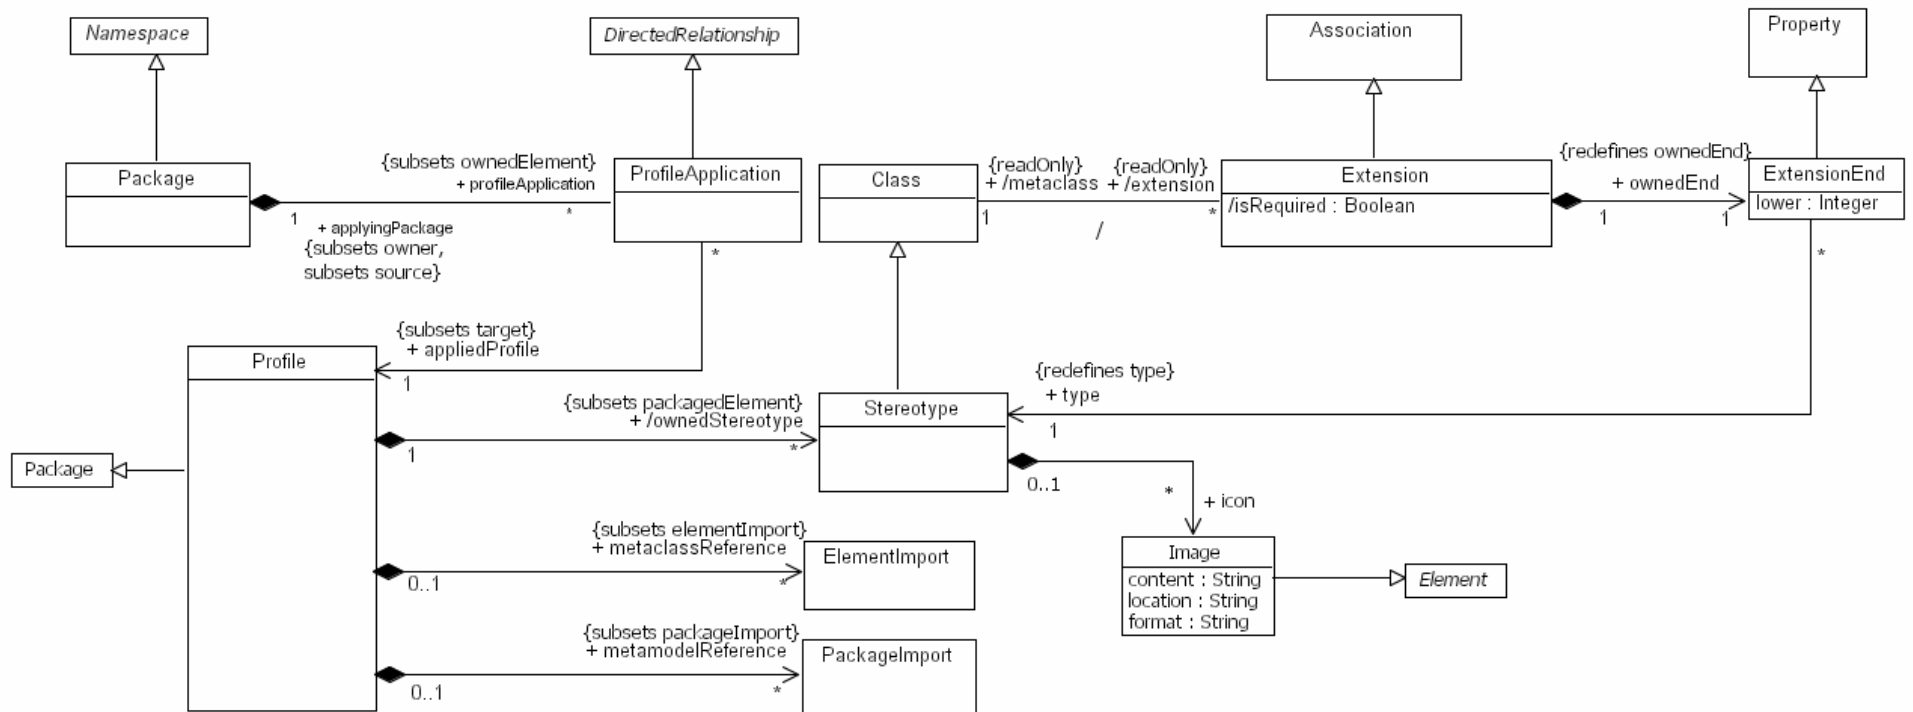 Namespace
DirectedRelationship
Association
Property
Package
{subsets ownedElement}
+ profileApplication
1
*
+ applyingPackage
{subsets owner,
subsets source}
ProfileApplication
*
Class
{readOnly}
+ /metaclass
1
{readOnly}
+ /extension
*
/
Extension
/isRequired : Boolean
{redefines ownedEnd}
+ ownedEnd
1
1
ExtensionEnd
lower : Integer
*
{subsets target}
+ appliedProfile
1
Profile
{redefines type}
+ type
1
{subsets packagedElement}
+ /ownedStereotype
1
*
Stereotype
Package
0..1
*
+ icon
{subsets elementImport}
+ metaclassReference
0..1
*
ElementImport
Image
content : String
location : String
format : String
Element
{subsets packageImport}
+ metamodelReference
0..1
*
PackageImport